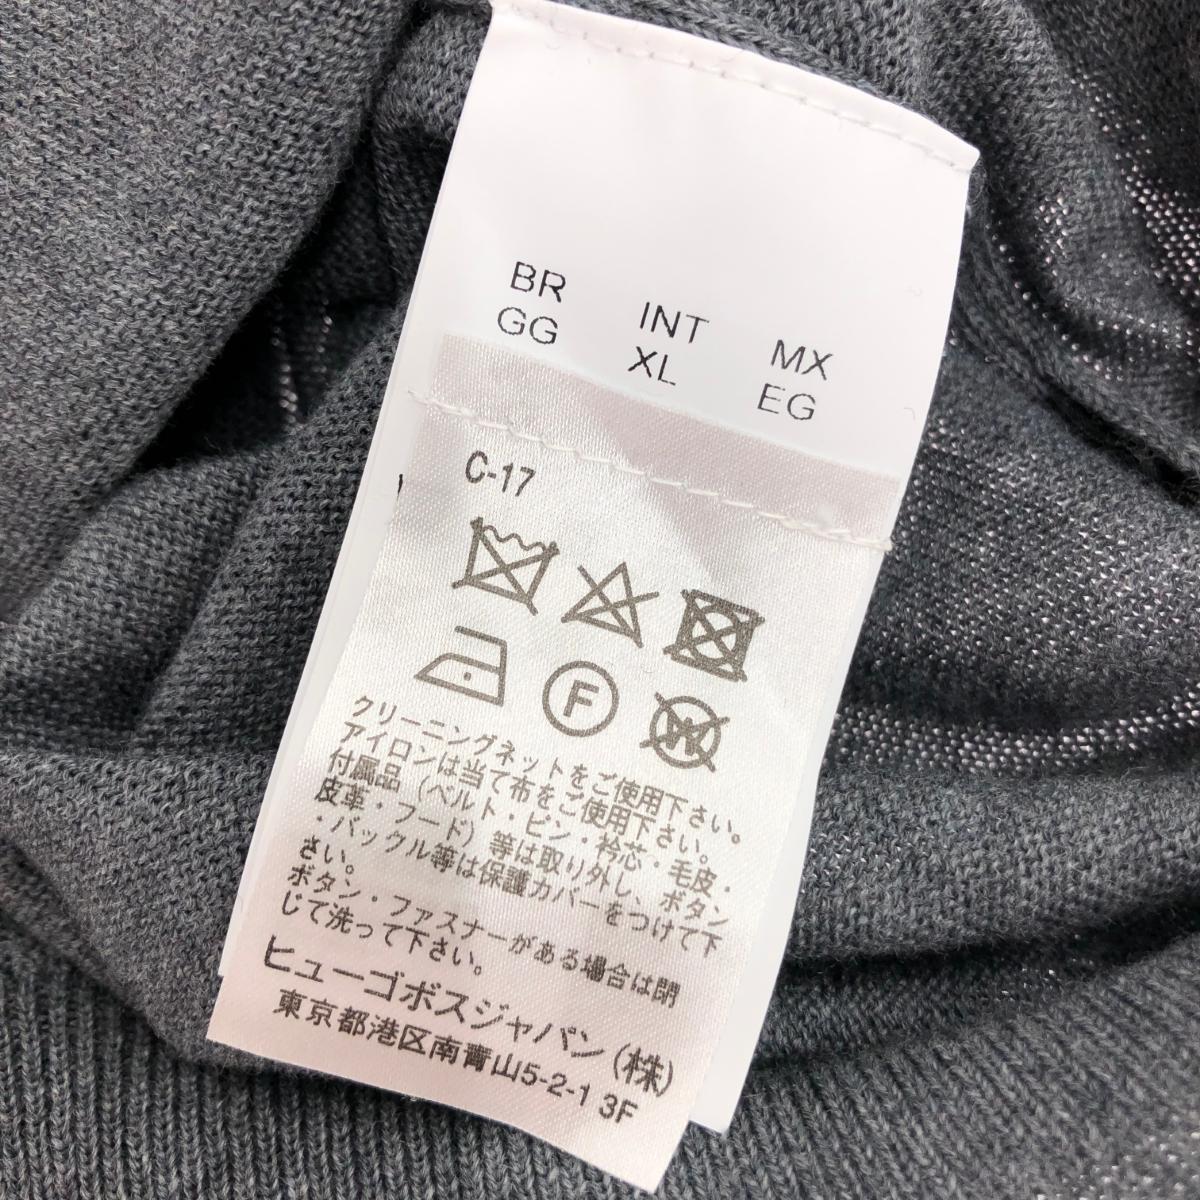 BR INT MX
GG XL EG
C-17
F
W
クリーニングネットをご使用下さい。
アイロンは当て布をご使用下さい。
付属品（ベルト・ピン・衿芯・毛皮・
皮革・フード）等は取り外し、ボタン
・バックル等は保護カバーをつけて下
さい。
ボタン・ファスナーがある場合は閉
じて洗って下さい。
ヒューゴボスジャパン(株)
東京都港区南青山5-2-1 3F